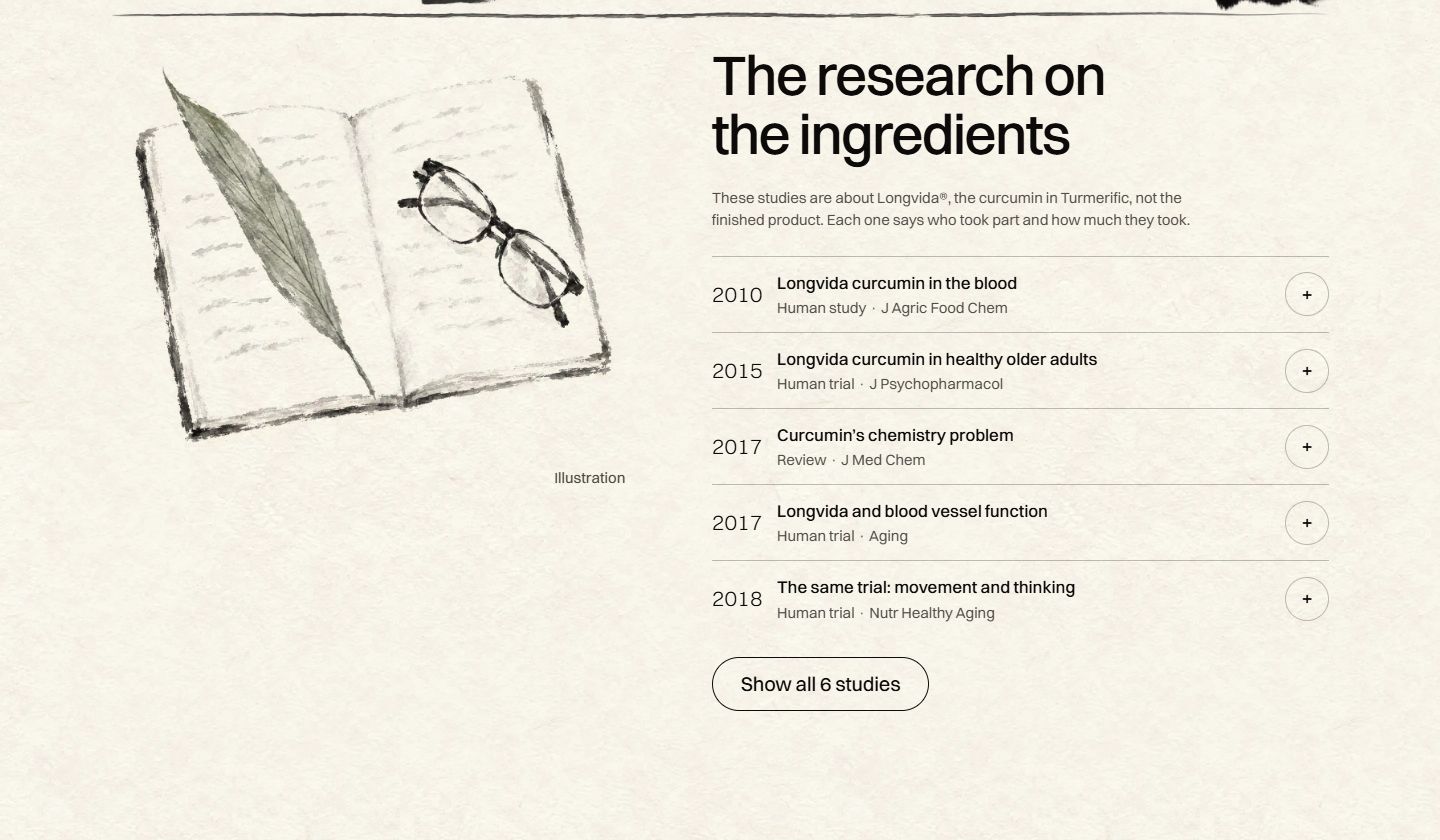 The research on
the ingredients
These studies are about Longvida®, the curcumin in Turmerific, not the
finished product. Each one says who took part and how much they took.
2010
Longvida curcumin in the blood
Human study · J Agric Food Chem
+
2015
Longvida curcumin in healthy older adults
Human trial · J Psychopharmacol
+
2017
Curcumin’s chemistry problem
Review · J Med Chem
+
2017
Longvida and blood vessel function
Human trial · Aging
+
2018
The same trial: movement and thinking
Human trial · Nutr Healthy Aging
+
Show all 6 studies
Illustration